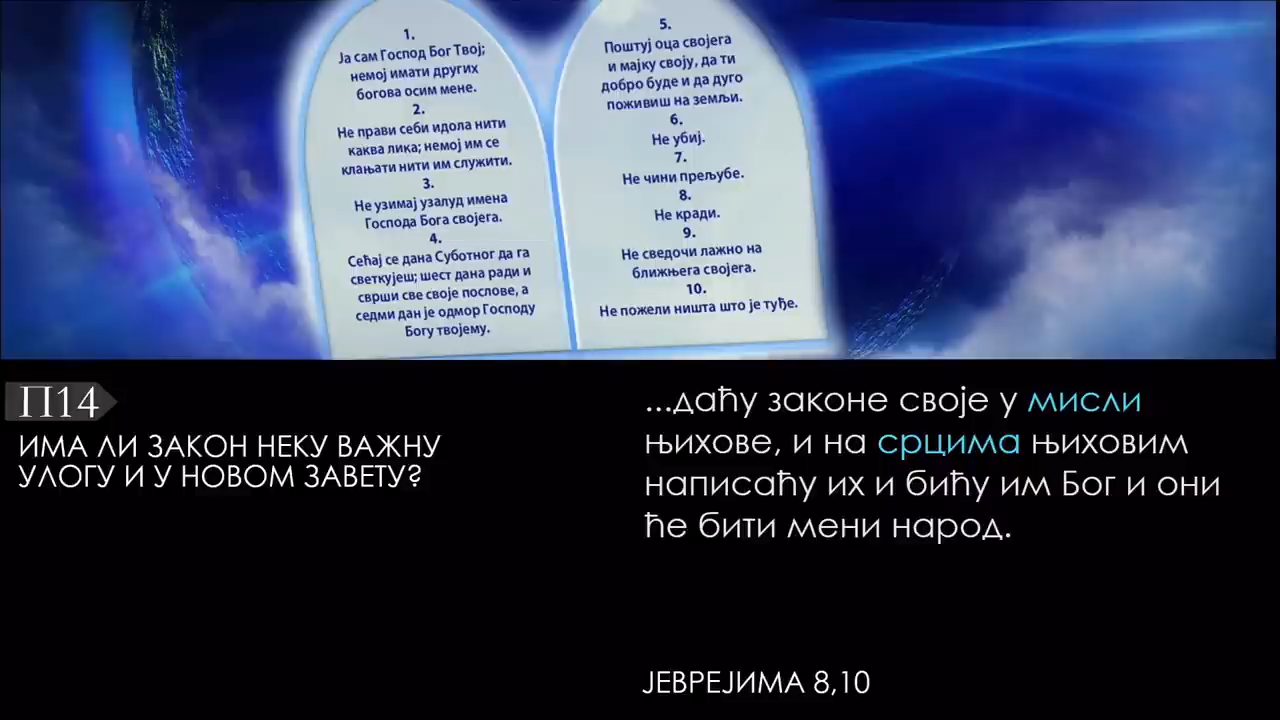 1.
Ја сам Господ Бог Твој;
немој имати других
богова осим мене.
2.
Не прави себи идола нити
каква лика; немој им се
клањати нити им служити.
3.
Не узимај узалуд имена
Господа Бога својега.
4.
Сећај се дана Суботног да га
светкујеш; шест дана ради и
сврши све своје послове, а
седми дан је одмор Господу
Богу твојему.
5.
Поштуј оца својега
и мајку своју, да ти
добро буде и да дуго
поживиш на земљи.
6.
Не убиј.
7.
Не чини прељубе.
8.
Не кради.
9.
Не сведочи лажно на
ближњега својега.
10.
Не пожели ништа што је туђе.
П14
ИМА ЛИ ЗАКОН НЕКУ ВАЖНУ
УЛОГУ И У НОВОМ ЗАВЕТУ?
...даћу законе своје у мисли
њихове, и на срцима њиховим
написаћу их и бићу им Бог и они
ће бити мени народ.
ЈЕВРЕЈИМА 8,10